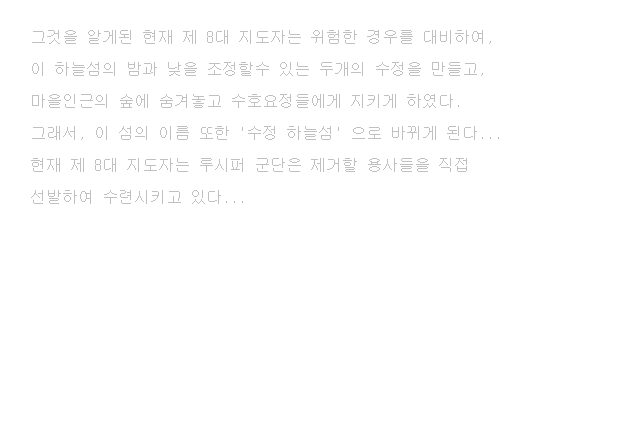 그것을 알게된 현재 제 8대 지도자는 위험한 경우를 대비하여,
이 하늘섬의 밤과 낮을 조정할수 있는 두개의 수정을 만들고,
마을인근의 숲에 숨겨놓고 수호요정들에게 지키게 하였다.
그래서, 이 섬의 이름 또한 '수정 하늘섬' 으로 바뀌게 된다...
현재 제 8대 지도자는 루시퍼 군단은 제거할 용사들을 직접
선발하여 수련시키고 있다...